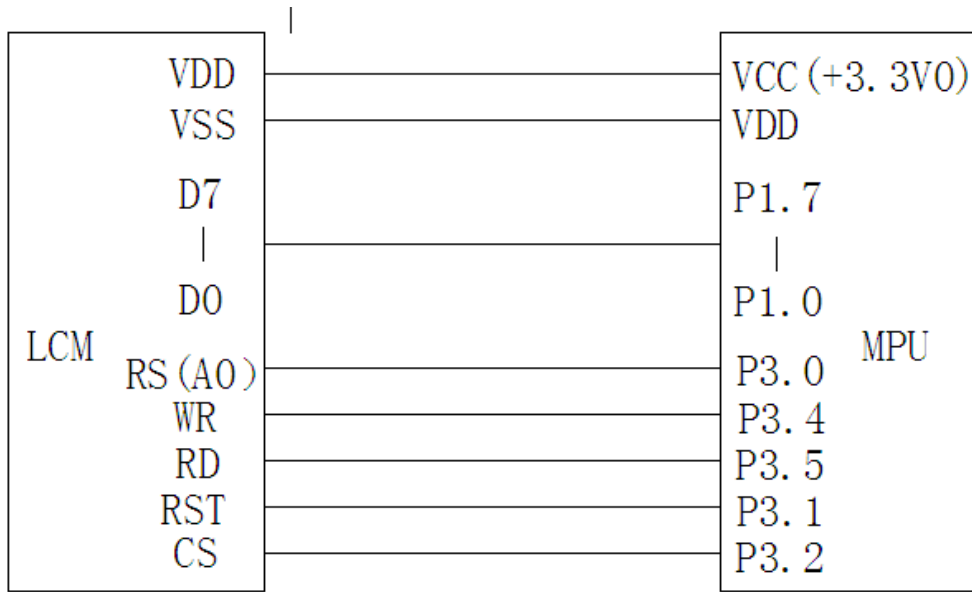 VDD VCC(+3.3V0)
VSS VDD
D7 P1.7
D0 P1.0
LCM MPU
RS(A0) P3.0
WR P3.4
RD P3.5
RST P3.1
CS P3.2